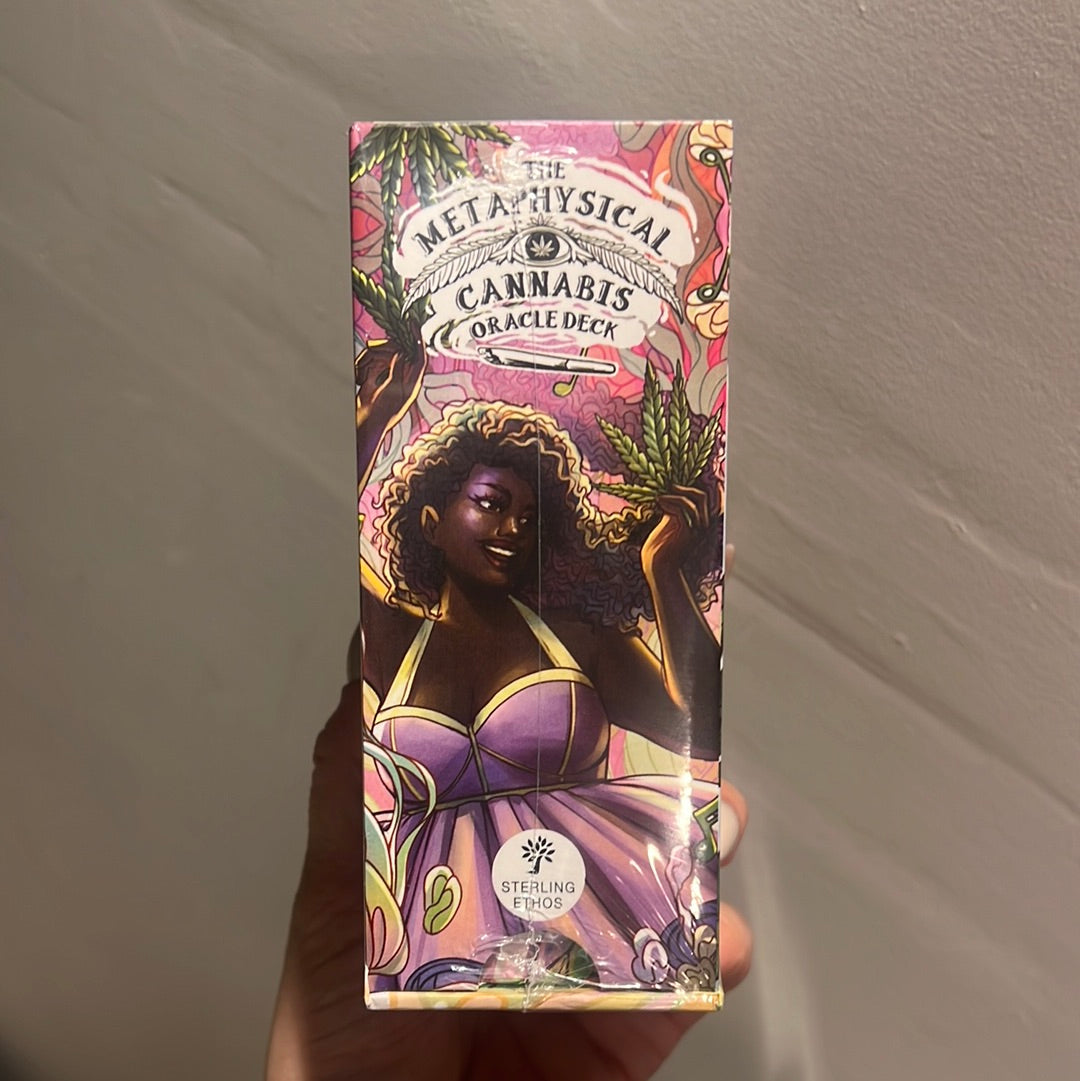 THE
METAPHYSICAL
CANNABIS
ORACLE DECK
STERLING
ETHOS